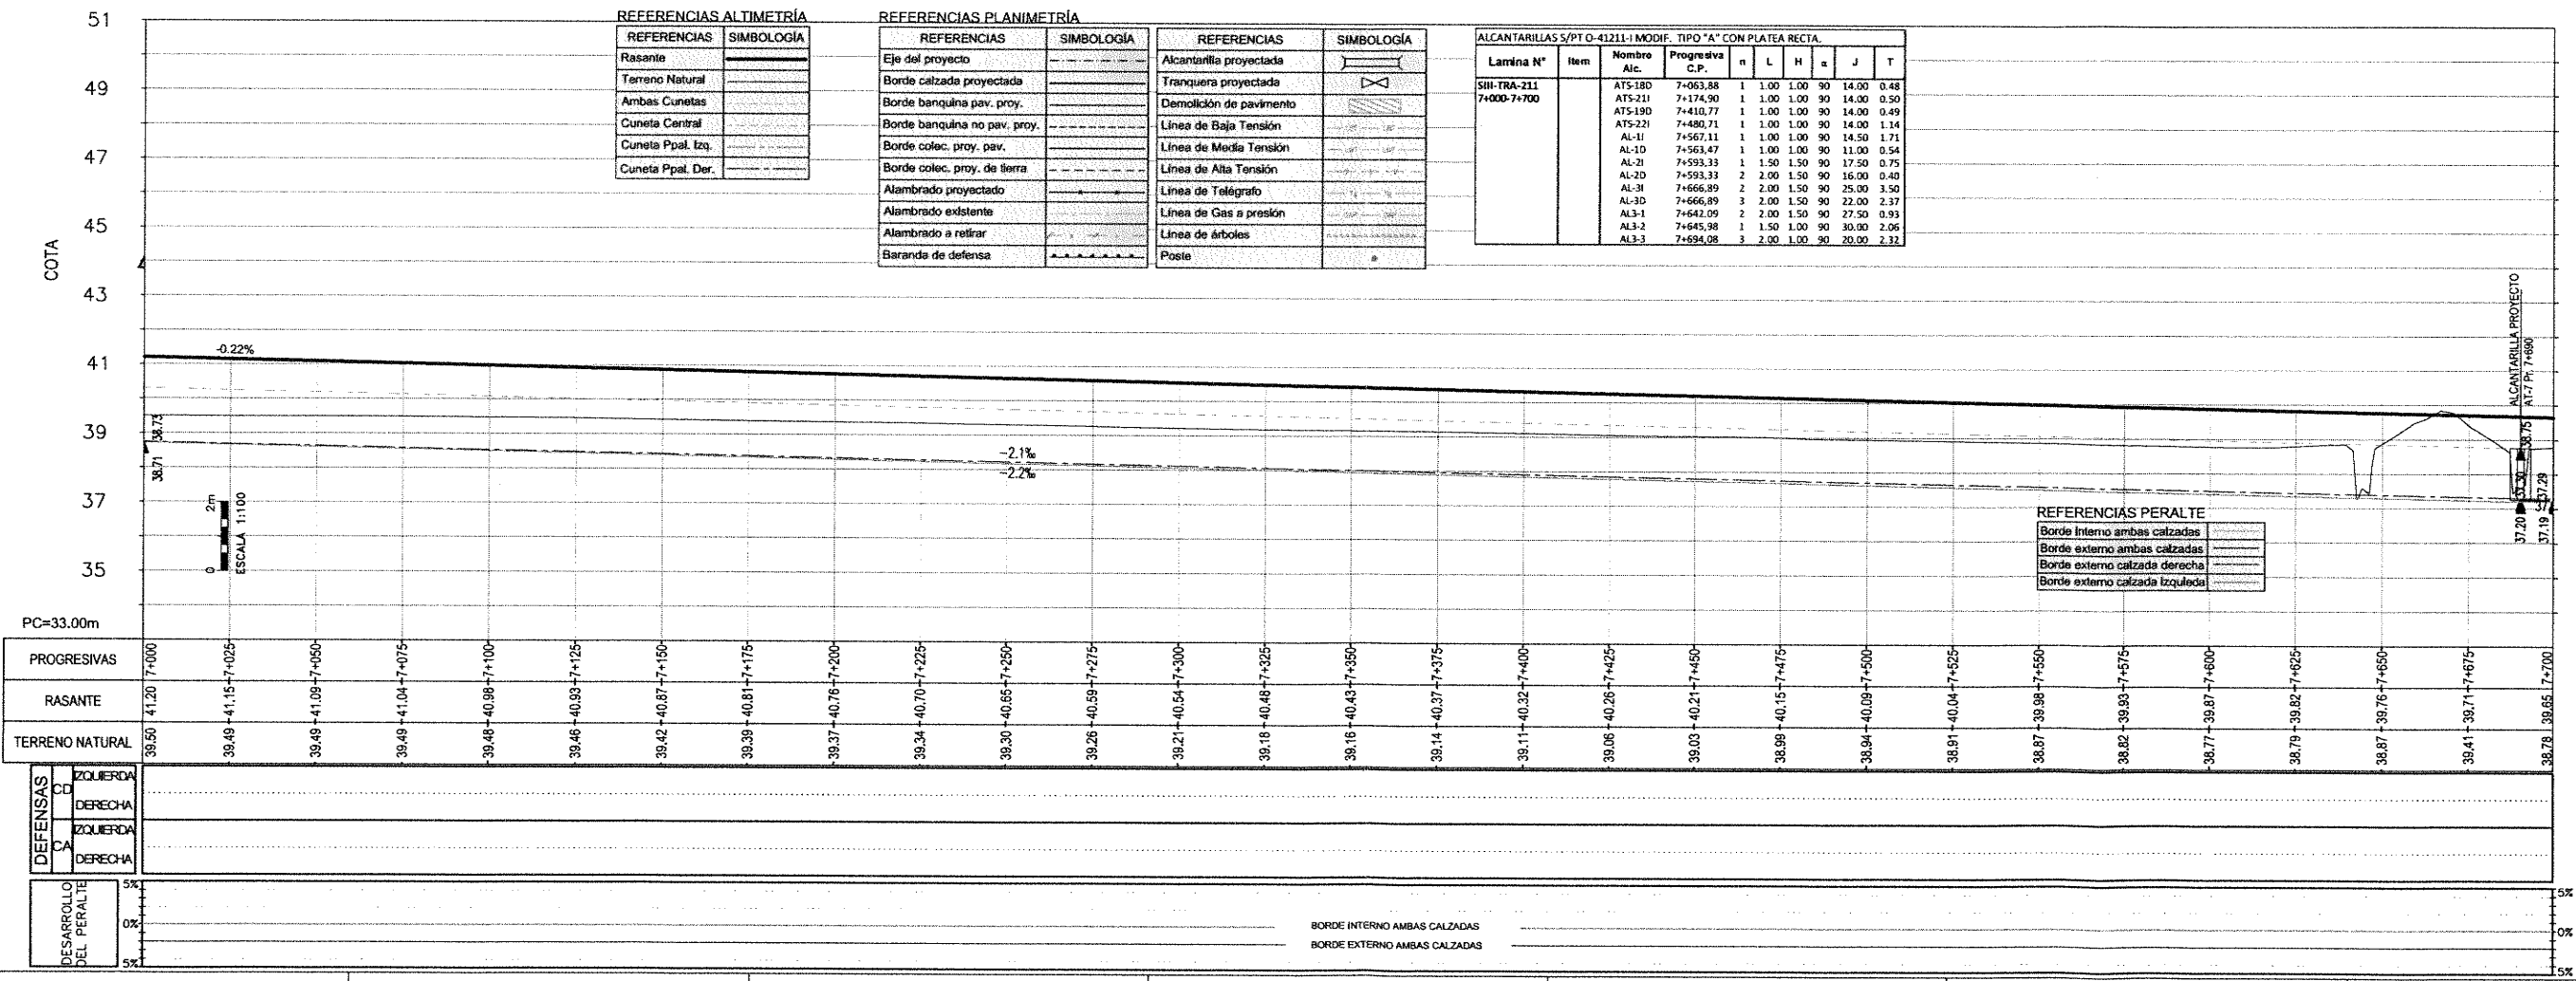 REFERENCIAS ALTIMETRÍA
REFERENCIAS SIMBOLOGÍA
Rasante
Terreno Natural
Ambas Cunetas
Cuneta Central
Cuneta Ppal. Izq.
Cuneta Ppal. Der.
REFERENCIAS PLANIMETRÍA
REFERENCIAS SIMBOLOGÍA
Eje del proyecto
Borde calzada proyectada
Borde banquina pav. proy.
Borde banquina no pav. proy.
Borde colec. proy. pav.
Borde colec. proy. de tierra
Alambrado proyectado
Alambrado existente
Alambrado a retirar
Baranda de defensa
REFERENCIAS SIMBOLOGÍA
Alcantarilla proyectada
Tranquera proyectada
Demolición de pavimento
Línea de Baja Tensión
Línea de Media Tensión
Línea de Alta Tensión
Línea de Telégrafo
Línea de Gas a presión
Línea de árboles
Poste
ALCANTARILLAS S/PT O-41211-I MODIF. TIPO "A" CON PLATEA RECTA.
Lamina N° Item Nombre Alc. Progresiva C.P. n L H α J T
SIII-TRA-211 ATS-18D 7+063,88 1 1.00 1.00 90 14.00 0.48
7+000-7+700 ATS-21I 7+174,90 1 1.00 1.00 90 14.00 0.50
ATS-19D 7+410,77 1 1.00 1.00 90 14.00 0.49
ATS-22I 7+480,71 1 1.00 1.00 90 14.00 1.14
AL-1I 7+567,11 1 1.00 1.00 90 14.50 1.71
AL-1D 7+563,47 1 1.00 1.00 90 11.00 0.54
AL-2I 7+593,33 1 1.50 1.50 90 17.50 0.75
AL-2D 7+593,33 2 2.00 1.50 90 16.00 0.40
AL-3I 7+666,89 2 2.00 1.50 90 25.00 3.50
AL-3D 7+666,89 3 2.00 1.50 90 22.00 2.37
AL3-1 7+642.09 2 2.00 1.50 90 27.50 0.93
AL3-2 7+645,98 1 1.50 1.00 90 30.00 2.06
AL3-3 7+694,08 3 2.00 1.00 90 20.00 2.32
COTA
51
49
47
45
43
41
39
37
35
PC=33.00m
-0.22%
38.73
38.71
-2.1‰
-2.2‰
2m
0
ESCALA 1:100
ALCANTARILLA PROYECTO
AT-7 Pr. 7+690
38.75
37.30
37.29
37
37.20
37.19
REFERENCIAS PERALTE
Borde Interno ambas calzadas
Borde externo ambas calzadas
Borde externo calzada derecha
Borde externo calzada Izquieda
PROGRESIVAS 7+000 7+025 7+050 7+075 7+100 7+125 7+150 7+175 7+200 7+225 7+250 7+275 7+300 7+325 7+350 7+375 7+400 7+425 7+450 7+475 7+500 7+525 7+550 7+575 7+600 7+625 7+650 7+675 7+700
RASANTE 41.20 41.15 41.09 41.04 40.98 40.93 40.87 40.81 40.76 40.70 40.65 40.59 40.54 40.48 40.43 40.37 40.32 40.26 40.21 40.15 40.09 40.04 39.98 39.93 39.87 39.82 39.76 39.71 39.65
TERRENO NATURAL 39.50 39.49 39.49 39.49 39.48 39.46 39.42 39.39 39.37 39.34 39.30 39.26 39.21 39.18 39.16 39.14 39.11 39.06 39.03 38.99 38.94 38.91 38.87 38.82 38.77 38.79 38.87 39.41 38.78
DEFENSAS
CD
IZQUIERDA
DERECHA
CA
IZQUIERDA
DERECHA
DESARROLLO DEL PERALTE
5%
0%
5%
BORDE INTERNO AMBAS CALZADAS
BORDE EXTERNO AMBAS CALZADAS
5%
0%
5%